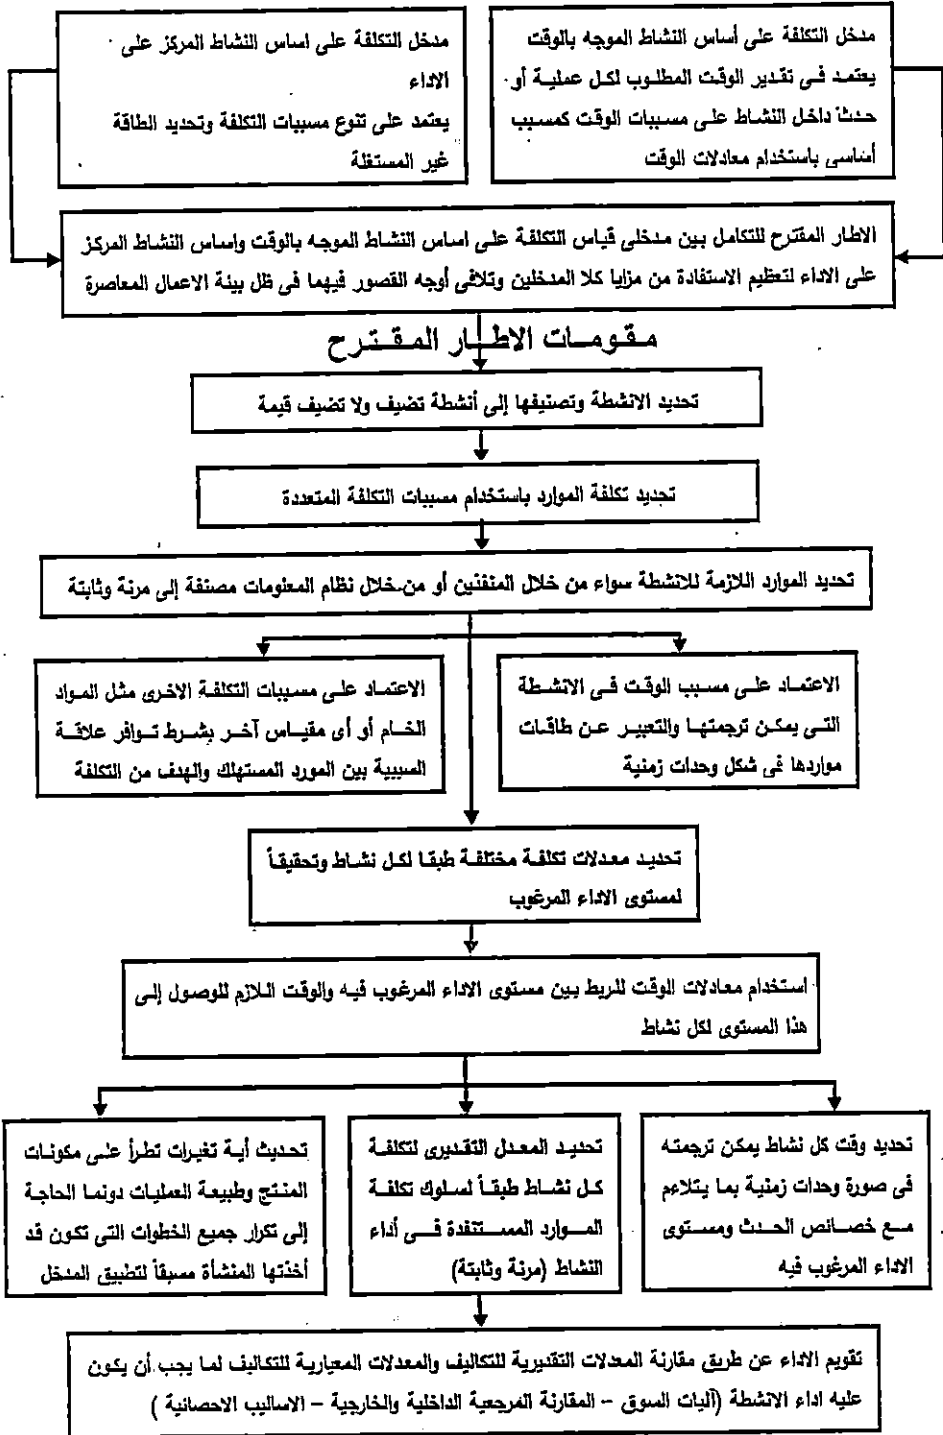 مدخل التكلفة على أساس النشاط الموجه بالوقت
يعتمد فى تقدير الوقت المطلوب لكل عملية أو
حدث داخل النشاط على مسببات الوقت كمسبب
أساسى باستخدام معادلات الوقت
مدخل التكلفة على اساس النشاط المركز على
الاداء
يعتمد على تنوع مسببات التكلفة وتحديد الطاقة
غير المستغلة
الاطار المقترح للتكامل بين مدخلى قياس التكلفة على اساس النشاط الموجه بالوقت واساس النشاط المركز
على الاداء لتعظيم الاستفادة من مزايا كلا المدخلين وتلافى أوجه القصور فيهما فى ظل بيئة الاعمال المعاصرة
مقومات الاطار المقترح
تحديد الانشطة وتصنيفها إلى أنشطة تضيف ولا تضيف قيمة
تحديد تكلفة الموارد باستخدام مسببات التكلفة المتعددة
تحديد الموارد اللازمة للانشطة سواء من خلال المنفذين أو من خلال نظام المعلومات مصنفة إلى مرنة وثابتة
الاعتماد على مسبب الوقت فى الانشطة
التى يمكن ترجمتها والتعبير عن طاقات
مواردها فى شكل وحدات زمنية
الاعتماد على مسببات التكلفة الاخرى مثل المواد
الخام أو أى مقياس آخر بشرط توافر علاقة
السببية بين المورد المستهلك والهدف من التكلفة
تحديد معدلات تكلفة مختلفة طبقا لكل نشاط وتحقيقاً
لمستوى الاداء المرغوب
استخدام معادلات الوقت للربط بين مستوى الاداء المرغوب فيه والوقت اللازم للوصول إلى
هذا المستوى لكل نشاط
تحديد وقت كل نشاط يمكن ترجمته
فى صورة وحدات زمنية بما يتلاءم
مع خصائص الحدث ومستوى
الاداء المرغوب فيه
تحديد المعدل التقديرى لتكلفة
كل نشاط طبقاً لسلوك تكلفة
الموارد المستنفدة فى أداء
النشاط (مرنة وثابتة)
تحديث أية تغيرات تطرأ على مكونات
المنتج وطبيعة العمليات دونما الحاجة
إلى تكرار جميع الخطوات التى تكون قد
أخذتها المنشأة مسبقاً لتطبيق المدخل
تقويم الاداء عن طريق مقارنة المعدلات التقديرية للتكاليف والمعدلات المعيارية للتكاليف لما يجب أن يكون
عليه اداء الانشطة (آليات السوق – المقارنة المرجعية الداخلية والخارجية – الاساليب الاحصائية )